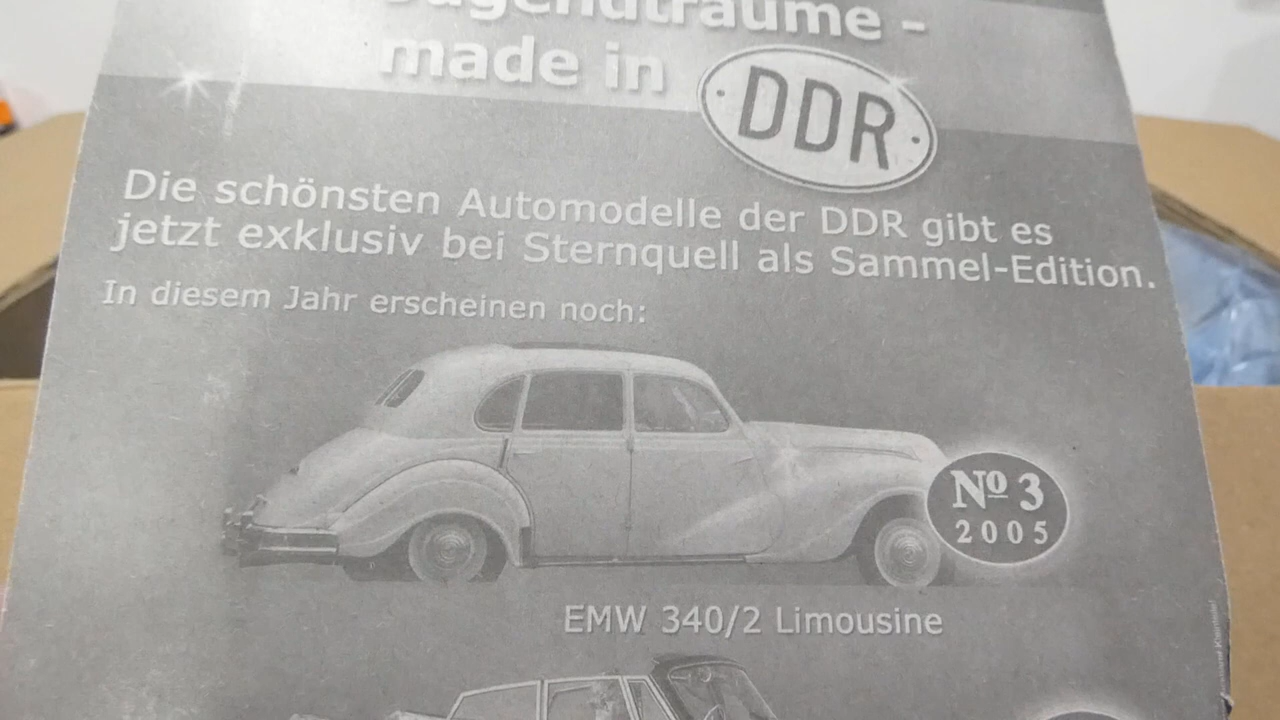 Jugendträume -
made in DDR
Die schönsten Automodelle der DDR gibt es
jetzt exklusiv bei Sternquell als Sammel-Edition.
In diesem Jahr erscheinen noch:
Nº 3
2005
EMW 340/2 Limousine